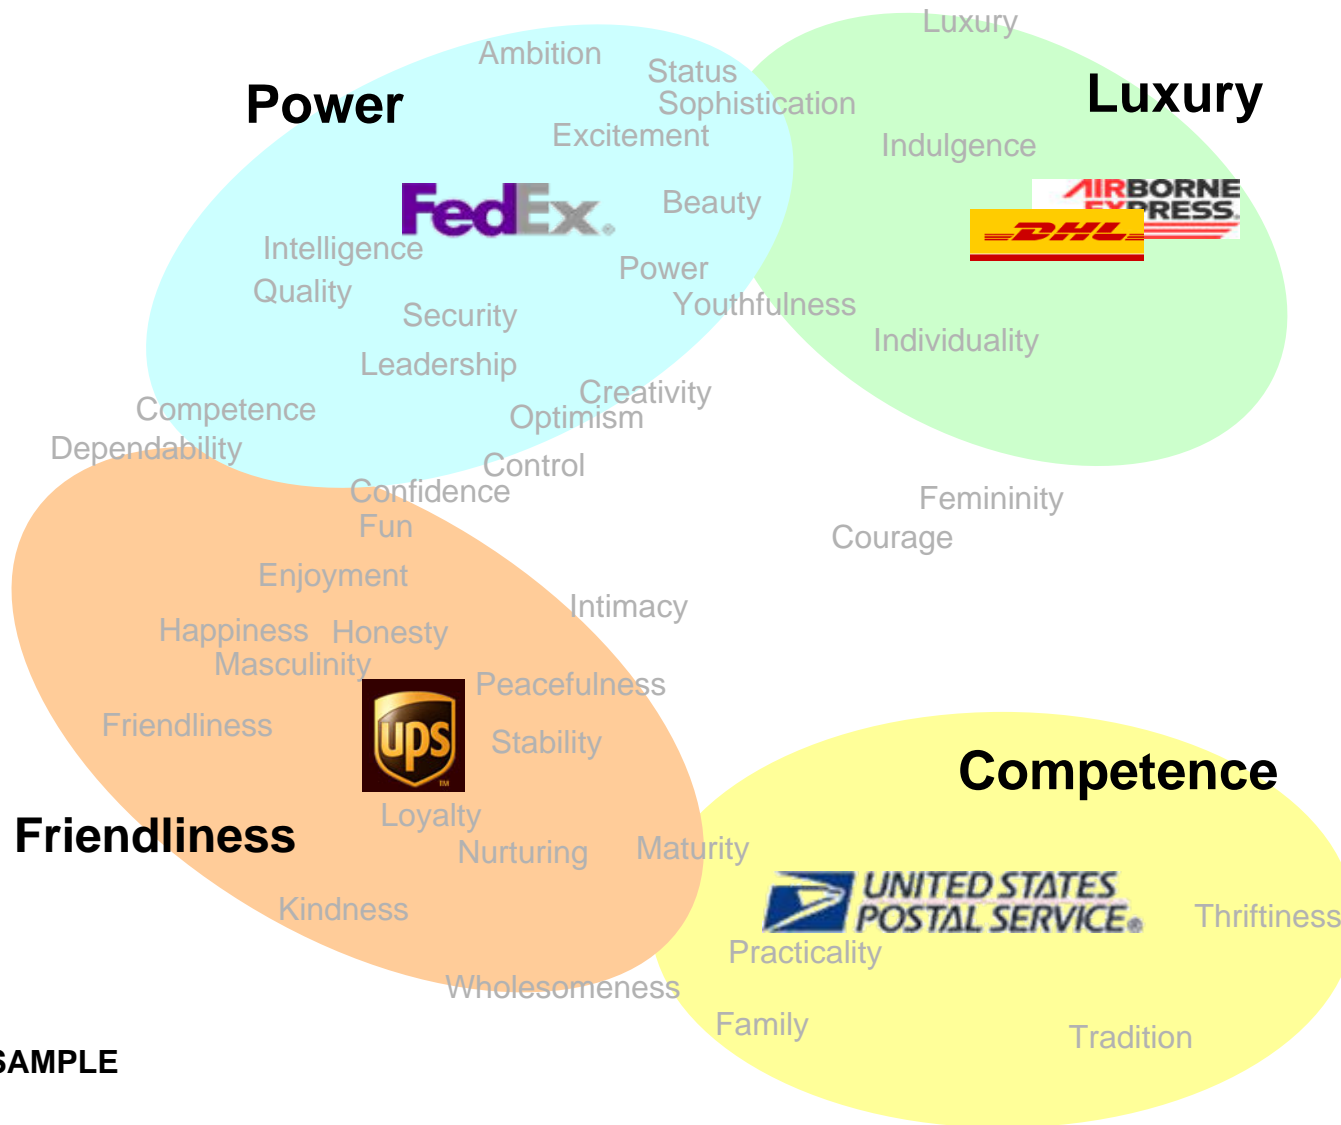 Luxury
Ambition
Status
Power
Luxury
Sophistication
Excitement
Indulgence
FedEx®
Beauty
AIRBORNE
EXPRESS.
DHL
Intelligence
Power
Quality
Youthfulness
Security
Individuality
Leadership
Creativity
Competence
Optimism
Dependability
Control
Confidence
Femininity
Fun
Courage
Enjoyment
Intimacy
Happiness
Honesty
Masculinity
Peacefulness
Friendliness
ups
TM
Stability
Competence
Loyalty
Friendliness
Nurturing
Maturity
UNITED STATES
POSTAL SERVICE®
Kindness
Thriftiness
Practicality
Wholesomeness
Family
Tradition
SAMPLE